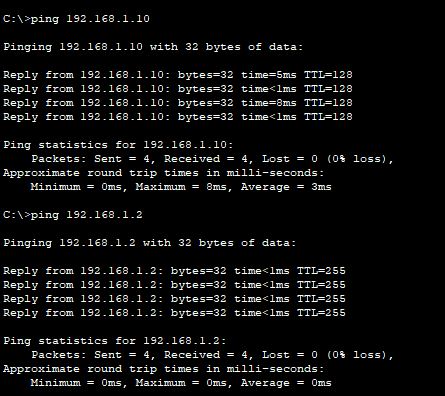 C:\>ping 192.168.1.10
Pinging 192.168.1.10 with 32 bytes of data:
Reply from 192.168.1.10: bytes=32 time=5ms TTL=128
Reply from 192.168.1.10: bytes=32 time<1ms TTL=128
Reply from 192.168.1.10: bytes=32 time=8ms TTL=128
Reply from 192.168.1.10: bytes=32 time<1ms TTL=128
Ping statistics for 192.168.1.10:
Packets: Sent = 4, Received = 4, Lost = 0 (0% loss),
Approximate round trip times in milli-seconds:
Minimum = 0ms, Maximum = 8ms, Average = 3ms
C:\>ping 192.168.1.2
Pinging 192.168.1.2 with 32 bytes of data:
Reply from 192.168.1.2: bytes=32 time<1ms TTL=255
Reply from 192.168.1.2: bytes=32 time<1ms TTL=255
Reply from 192.168.1.2: bytes=32 time<1ms TTL=255
Reply from 192.168.1.2: bytes=32 time<1ms TTL=255
Ping statistics for 192.168.1.2:
Packets: Sent = 4, Received = 4, Lost = 0 (0% loss),
Approximate round trip times in milli-seconds:
Minimum = 0ms, Maximum = 0ms, Average = 0ms